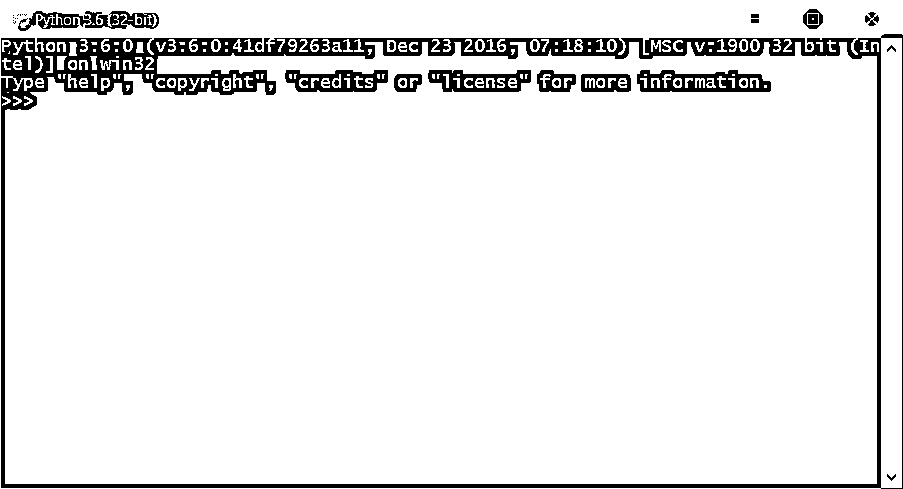 Python 3.6 (32-bit)
Python 3.6.0 (v3.6.0:41df79263a11, Dec 23 2016, 07:18:10) [MSC v.1900 32 bit (In
tel)] on win32
Type "help", "copyright", "credits" or "license" for more information.
>>>